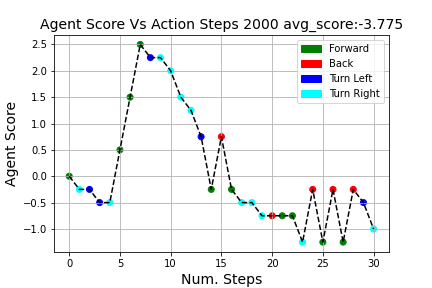 Agent Score Vs Action Steps 2000 avg_score:-3.775
Agent Score
2.5
2.0
1.5
1.0
0.5
0.0
−0.5
−1.0
Forward
Back
Turn Left
Turn Right
0 5 10 15 20 25 30
Num. Steps